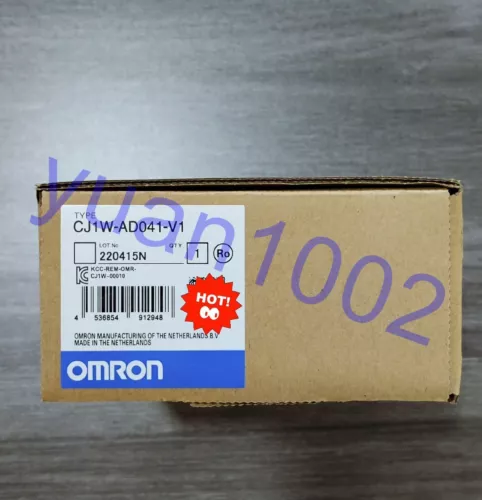 TYPE
CJ1W-AD041-V1
LOT No. QTY
220415N 1 Ro
KCC-REM-OMR-
CJ1W-00010
HOT!
4 536854 912948
OMRON MANUFACTURING OF THE NETHERLANDS B.V.
MADE IN THE NETHERLANDS
OMRON
yuan1002